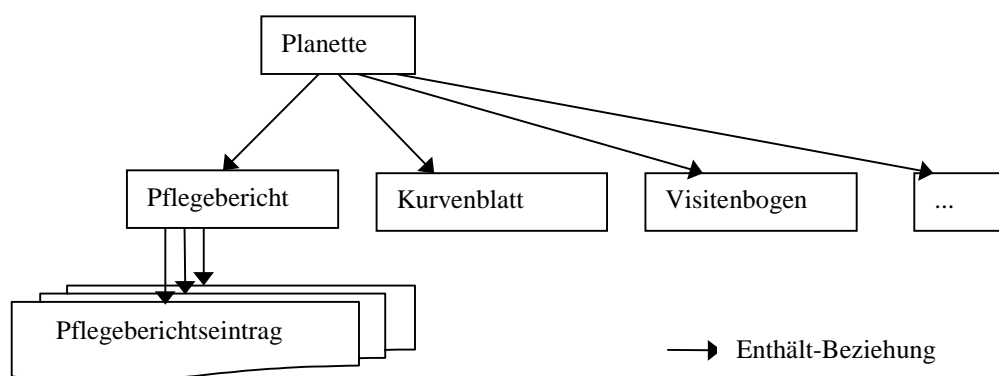 Planette
Pflegebericht
Kurvenblatt
Visitenbogen
...
Pflegeberichtseintrag
Enthält-Beziehung